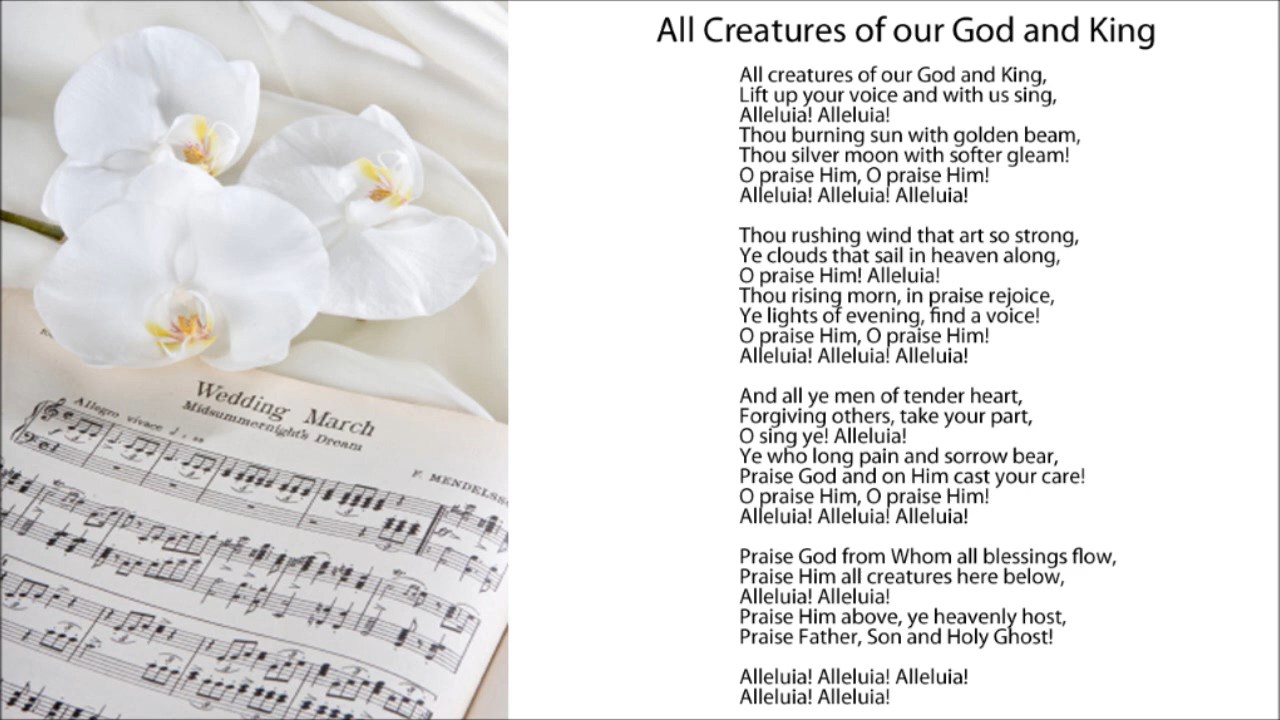 Wedding March
Midsummernight's Dream
Allegro vivace
F. MENDELSS
All Creatures of our God and King
All creatures of our God and King,
Lift up your voice and with us sing,
Alleluia! Alleluia!
Thou burning sun with golden beam,
Thou silver moon with softer gleam!
O praise Him, O praise Him!
Alleluia! Alleluia! Alleluia!
Thou rushing wind that art so strong,
Ye clouds that sail in heaven along,
O praise Him! Alleluia!
Thou rising morn, in praise rejoice,
Ye lights of evening, find a voice!
O praise Him, O praise Him!
Alleluia! Alleluia! Alleluia!
And all ye men of tender heart,
Forgiving others, take your part,
O sing ye! Alleluia!
Ye who long pain and sorrow bear,
Praise God and on Him cast your care!
O praise Him, O praise Him!
Alleluia! Alleluia! Alleluia!
Praise God from Whom all blessings flow,
Praise Him all creatures here below,
Alleluia! Alleluia!
Praise Him above, ye heavenly host,
Praise Father, Son and Holy Ghost!
Alleluia! Alleluia! Alleluia!
Alleluia! Alleluia!